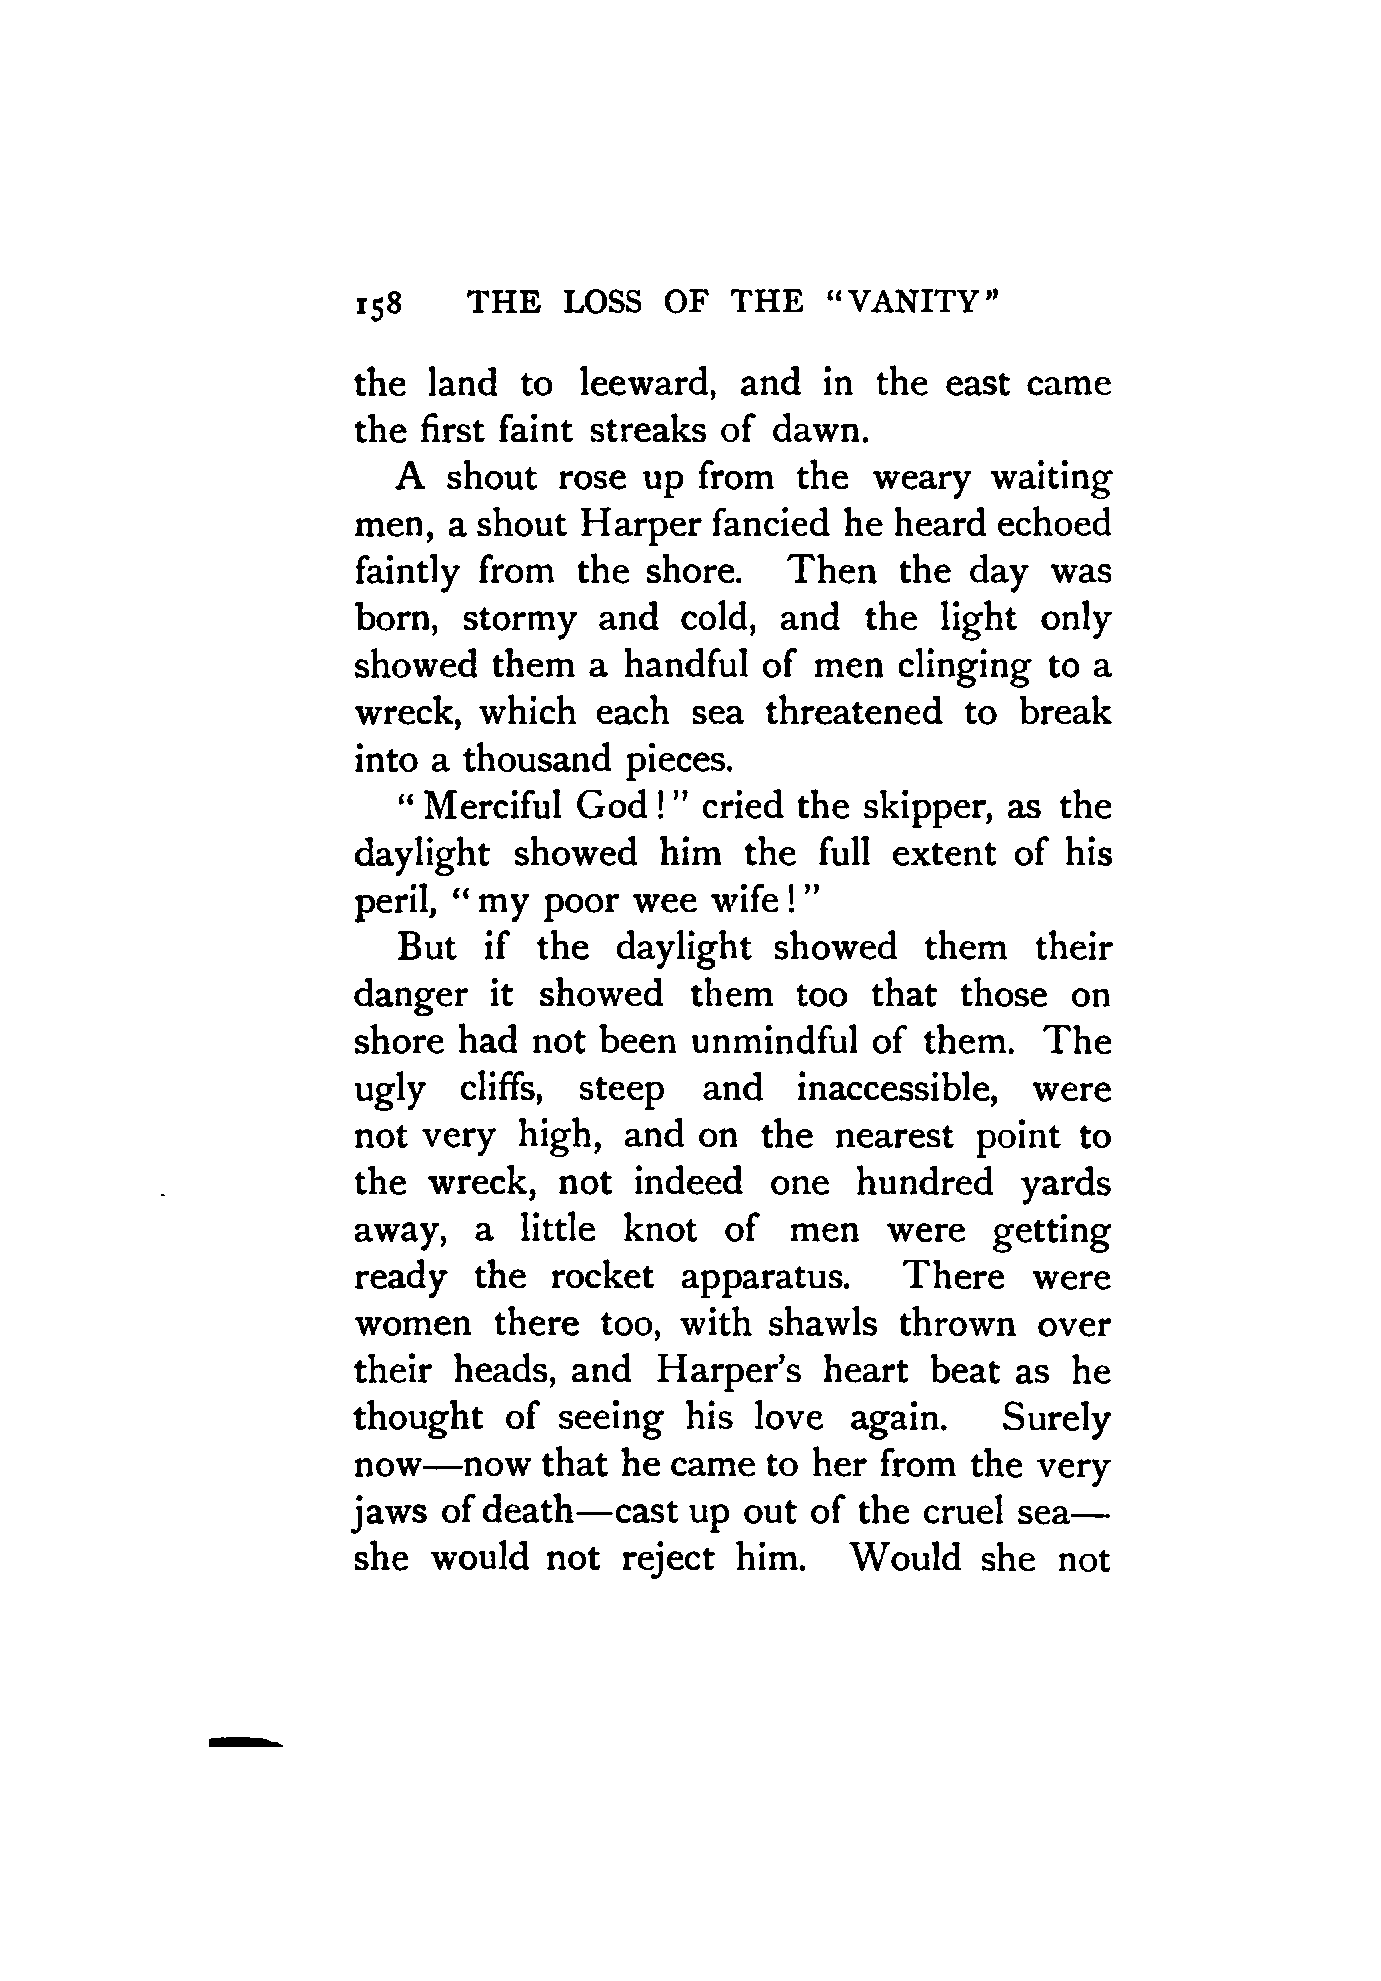 158 THE LOSS OF THE "VANITY"
the land to leeward, and in the east came
the first faint streaks of dawn.
A shout rose up from the weary waiting
men, a shout Harper fancied he heard echoed
faintly from the shore. Then the day was
born, stormy and cold, and the light only
showed them a handful of men clinging to a
wreck, which each sea threatened to break
into a thousand pieces.
"Merciful God!" cried the skipper, as the
daylight showed him the full extent of his
peril, "my poor wee wife!"
But if the daylight showed them their
danger it showed them too that those on
shore had not been unmindful of them. The
ugly cliffs, steep and inaccessible, were
not very high, and on the nearest point to
the wreck, not indeed one hundred yards
away, a little knot of men were getting
ready the rocket apparatus. There were
women there too, with shawls thrown over
their heads, and Harper's heart beat as he
thought of seeing his love again. Surely
now—now that he came to her from the very
jaws of death—cast up out of the cruel sea—
she would not reject him. Would she not